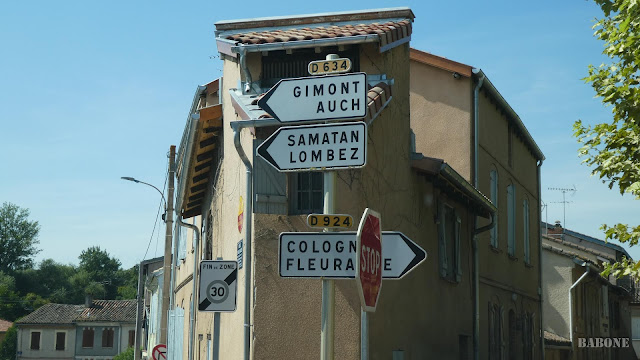 D 634
GIMONT
AUCH
SAMATAN
LOMBEZ
D 924
COLOGN
FLEURA
STOP
FIN DE ZONE
30
BABONE